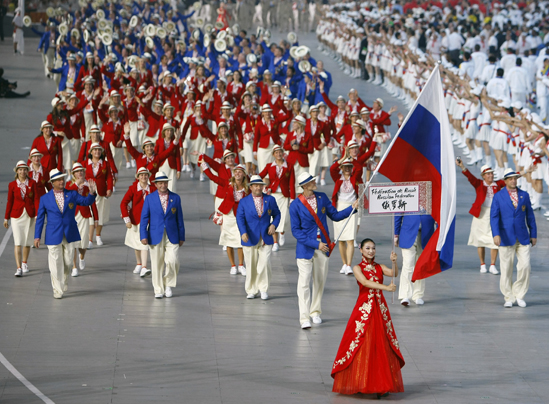 Fédération de Russie
Russian Federation
俄罗斯